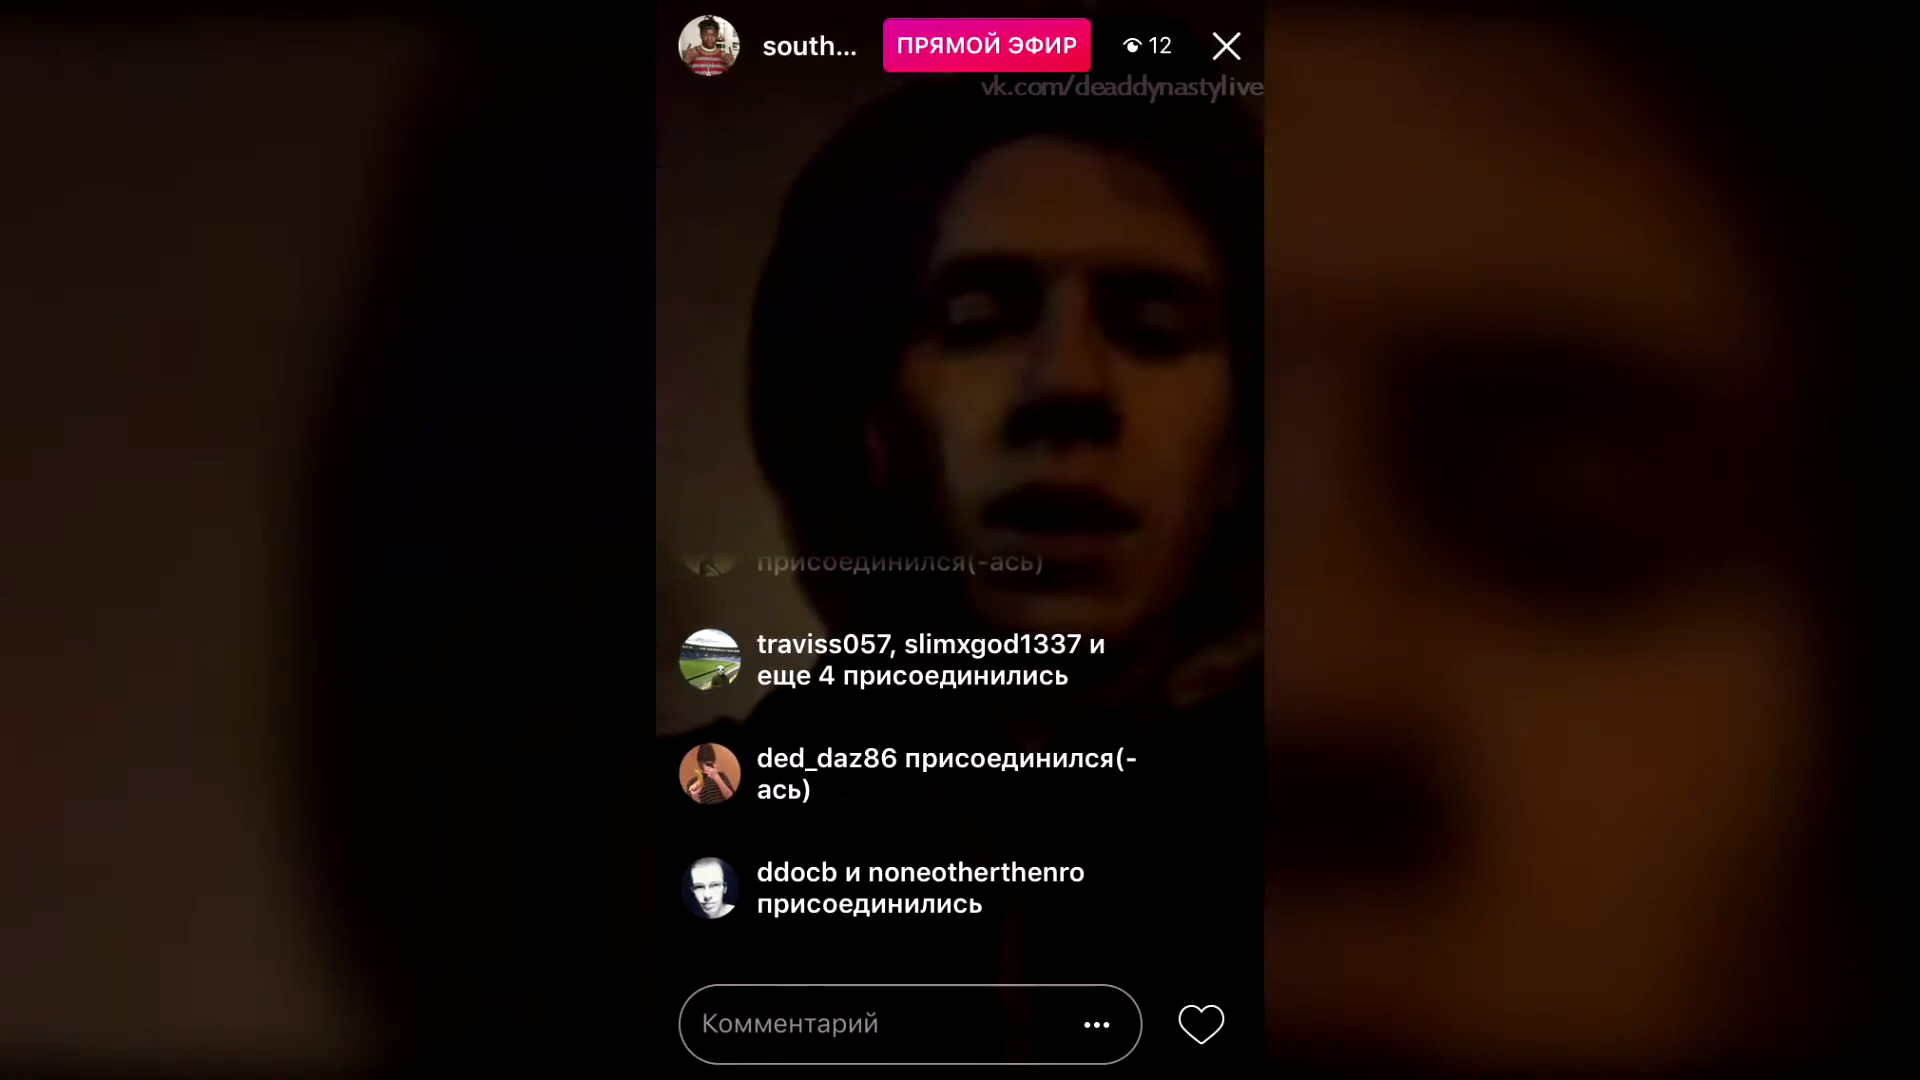 south...
ПРЯМОЙ ЭФИР
12
vk.com/deaddynastylive
присоединился(-ась)
traviss057, slimxgod1337 и
еще 4 присоединились
ded_daz86 присоединился(-
ась)
ddocb и noneotherthenro
присоединились
Комментарий